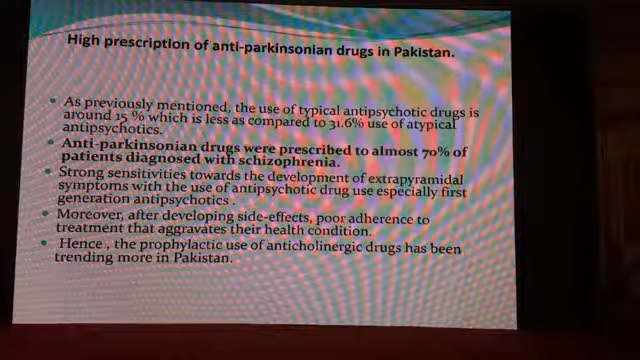 High prescription of anti-parkinsonian drugs in Pakistan.
• As previously mentioned, the use of typical antipsychotic drugs is
around 15 % which is less as compared to 31.6% use of atypical
antipsychotics.
• Anti-parkinsonian drugs were prescribed to almost 70% of
patients diagnosed with schizophrenia.
• Strong sensitivities towards the development of extrapyramidal
symptoms with the use of antipsychotic drug use especially first
generation antipsychotics .
• Moreover, after developing side-effects, poor adherence to
treatment that aggravates their health condition.
• Hence , the prophylactic use of anticholinergic drugs has been
trending more in Pakistan.